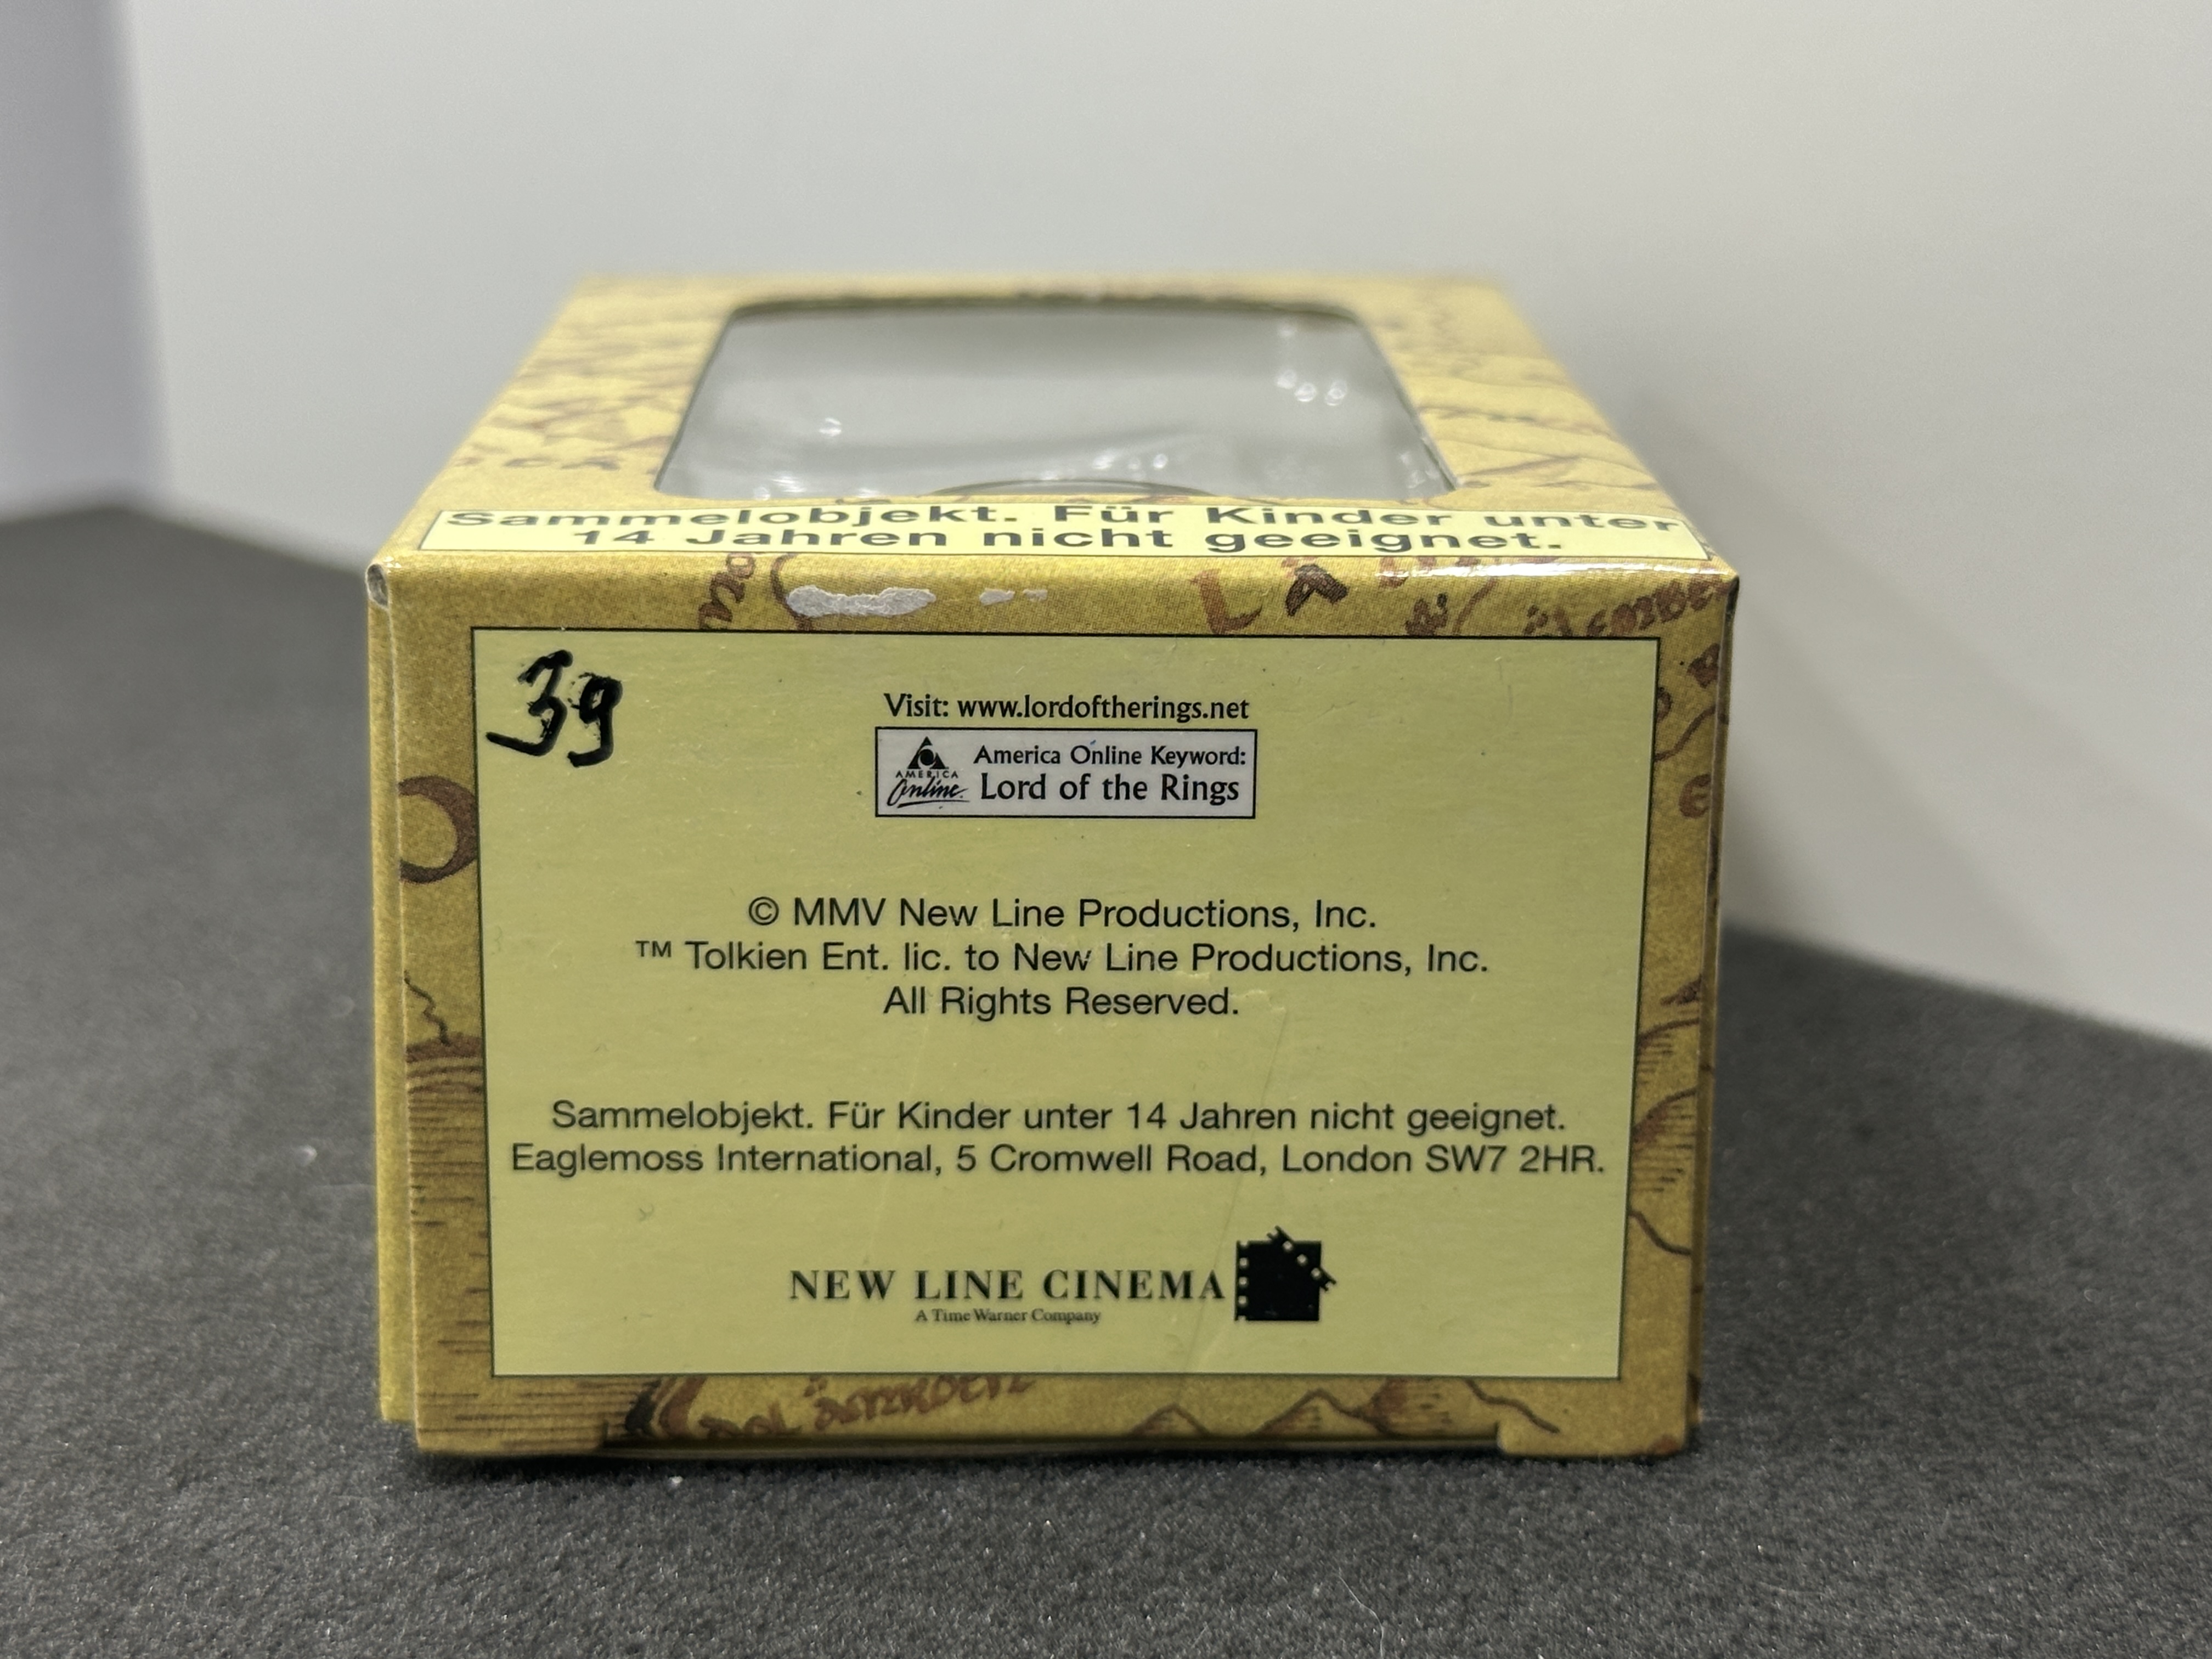 Sammelobjekt. Für Kinder unter
14 Jahren nicht geeignet.
39
Visit: www.lordoftherings.net
AMERICA
Online
America Online Keyword:
Lord of the Rings
© MMV New Line Productions, Inc.
™ Tolkien Ent. lic. to New Line Productions, Inc.
All Rights Reserved.
Sammelobjekt. Für Kinder unter 14 Jahren nicht geeignet.
Eaglemoss International, 5 Cromwell Road, London SW7 2HR.
NEW LINE CINEMA
A Time Warner Company